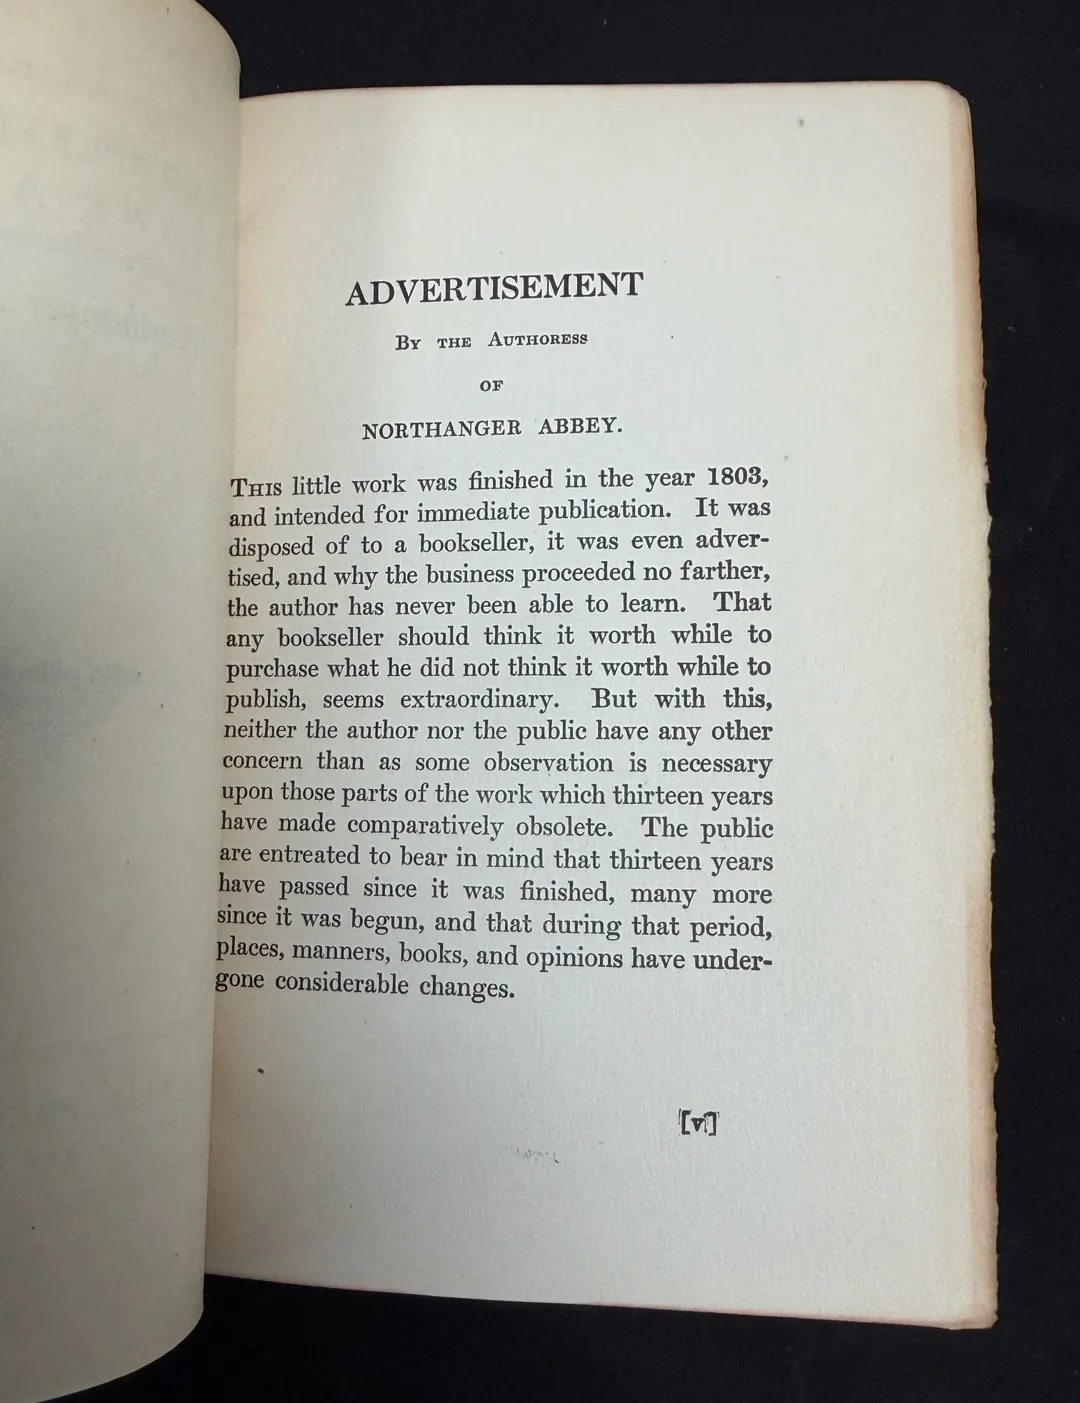 ADVERTISEMENT
BY THE AUTHORESS
OF
NORTHANGER ABBEY.
THIS little work was finished in the year 1803,
and intended for immediate publication. It was
disposed of to a bookseller, it was even adver-
tised, and why the business proceeded no farther,
the author has never been able to learn. That
any bookseller should think it worth while to
purchase what he did not think it worth while to
publish, seems extraordinary. But with this,
neither the author nor the public have any other
concern than as some observation is necessary
upon those parts of the work which thirteen years
have made comparatively obsolete. The public
are entreated to bear in mind that thirteen years
have passed since it was finished, many more
since it was begun, and that during that period,
places, manners, books, and opinions have under-
gone considerable changes.
[v]